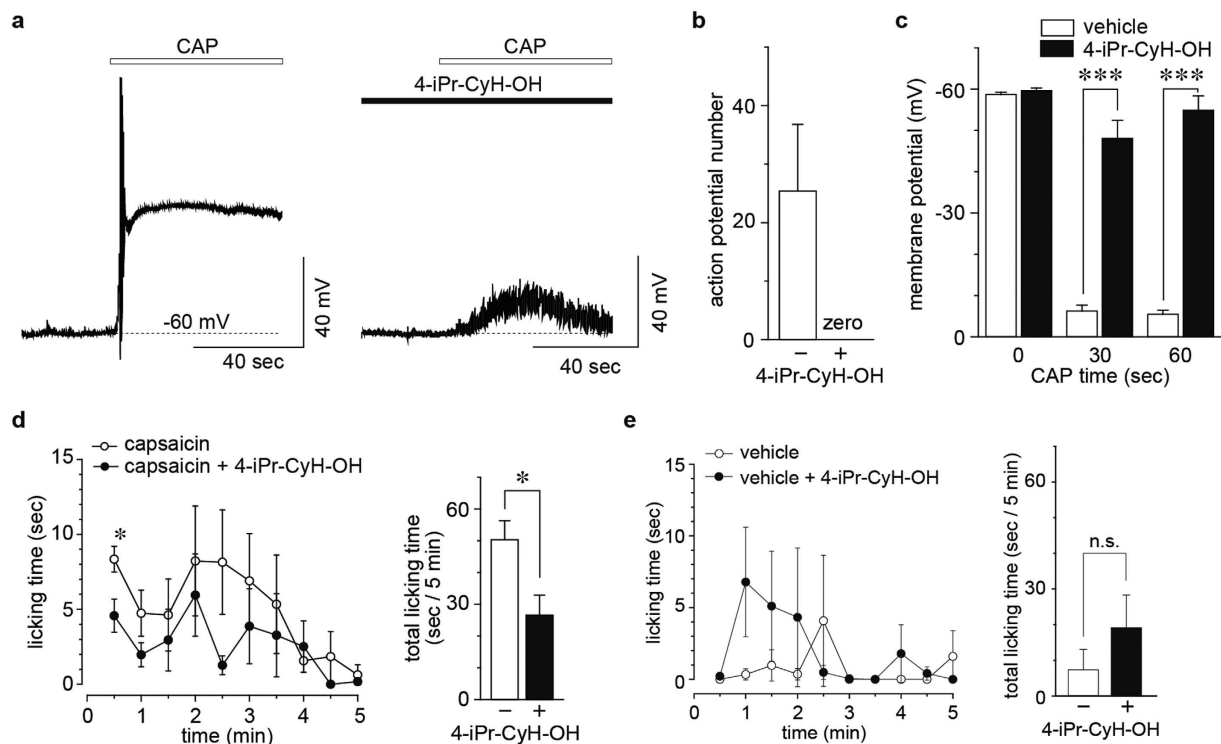 a
CAP
CAP
4-iPr-CyH-OH
-60 mV
40 mV
40 sec
40 mV
40 sec
b
action potential number
40
20
0
zero
− +
4-iPr-CyH-OH
c
vehicle
4-iPr-CyH-OH
membrane potential (mV)
-60
-30
0
*** ***
0 30 60
CAP time (sec)
d
capsaicin
capsaicin + 4-iPr-CyH-OH
licking time (sec)
15
10
5
0
*
0 1 2 3 4 5
time (min)
total licking time
(sec / 5 min)
60
30
0
*
− +
4-iPr-CyH-OH
e
vehicle
vehicle + 4-iPr-CyH-OH
licking time (sec)
15
10
5
0
0 1 2 3 4 5
time (min)
total licking time (sec / 5 min)
60
30
0
n.s.
− +
4-iPr-CyH-OH